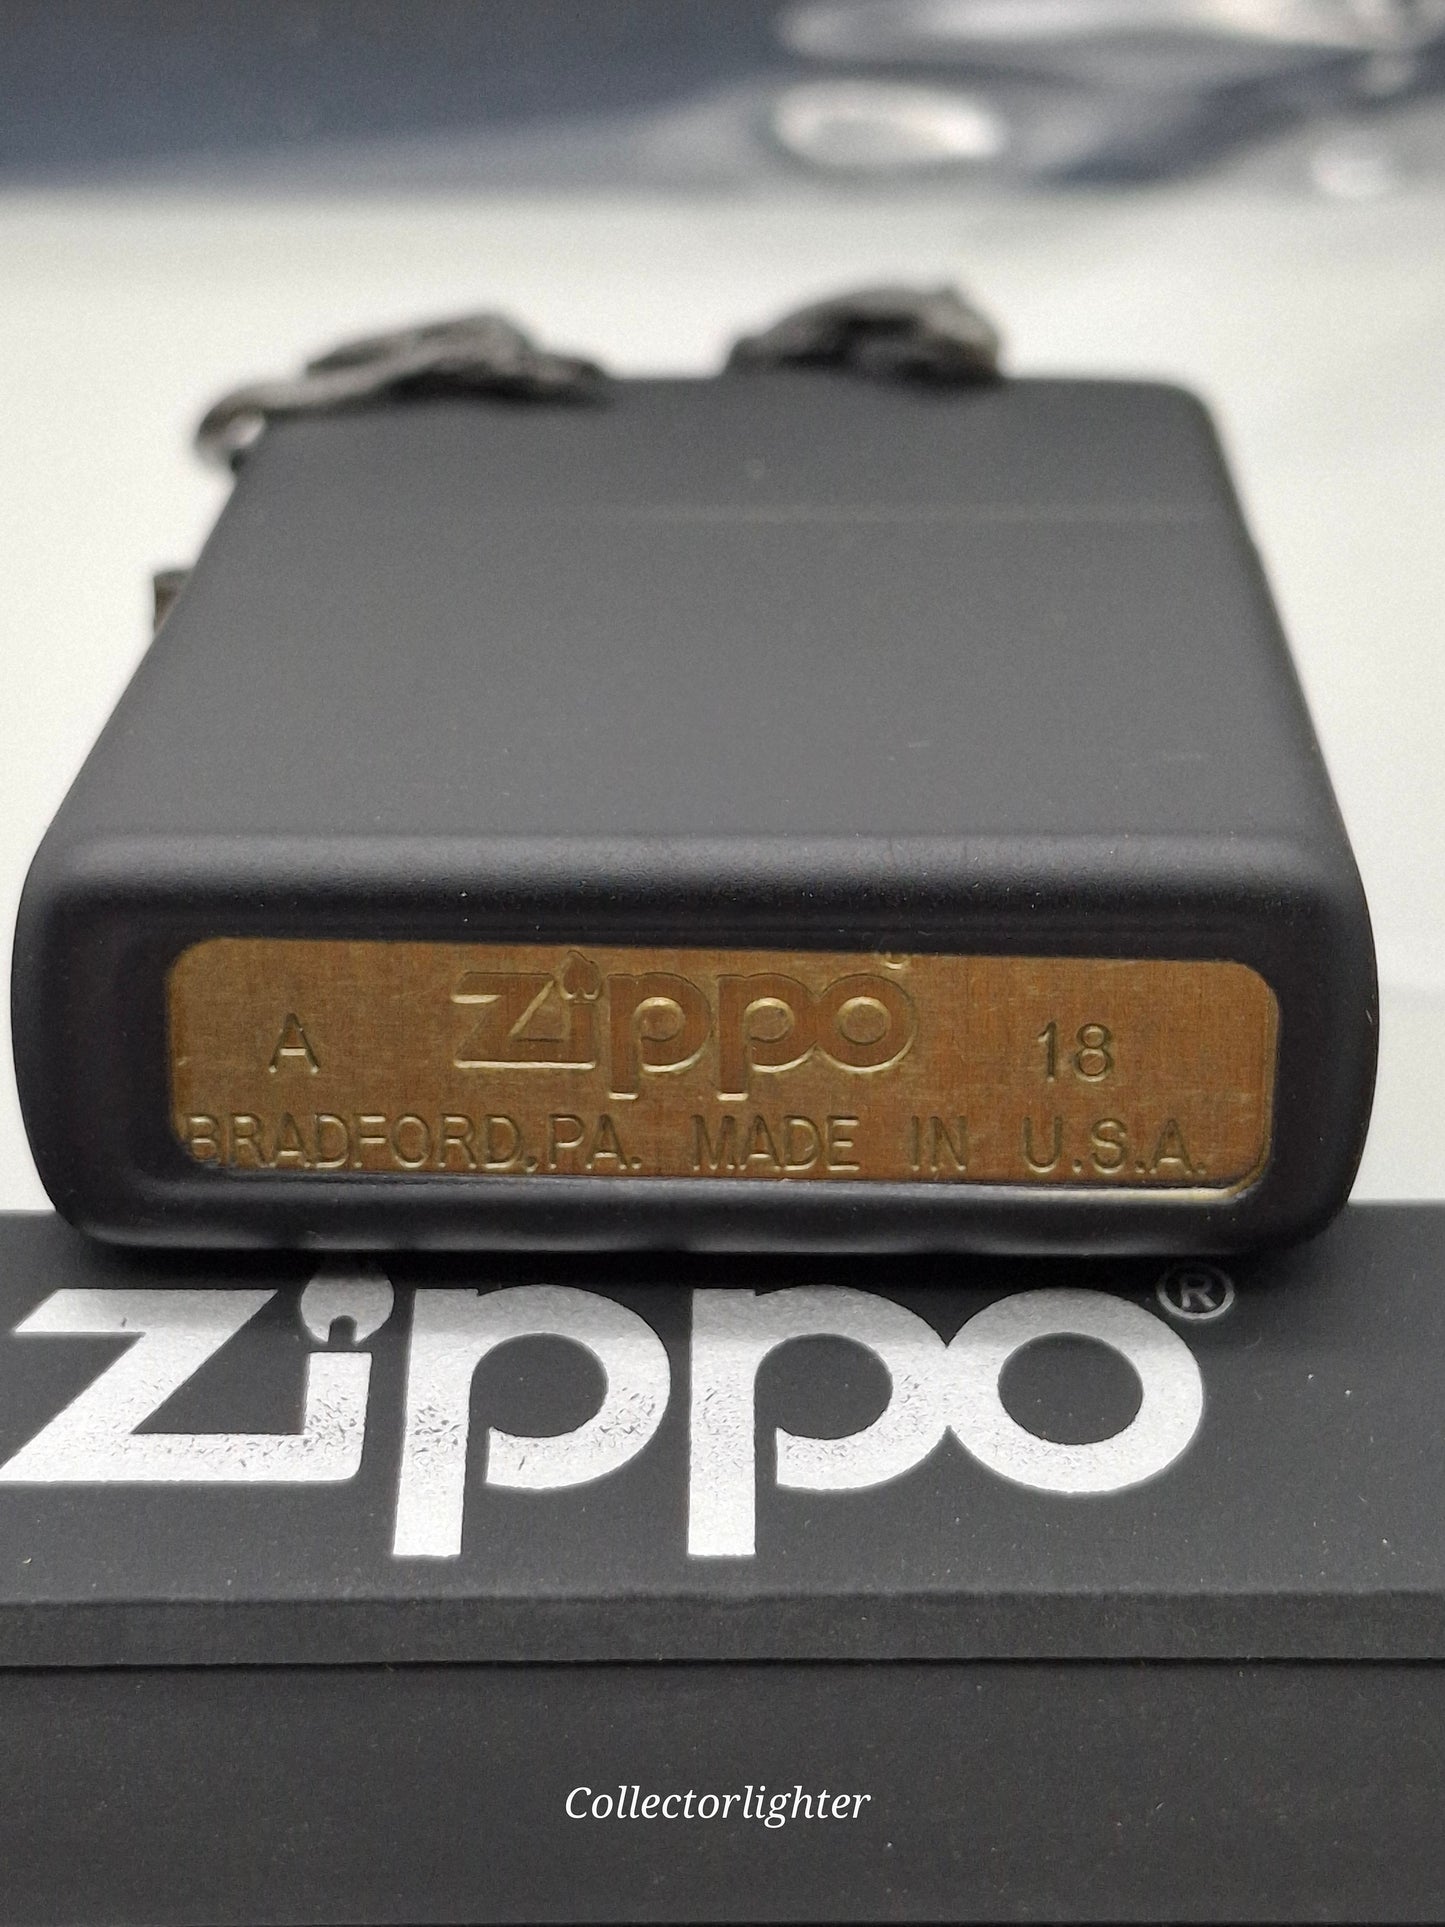 A zippo 18
BRADFORD, PA. MADE IN U.S.A.
zippo®
Collectorlighter